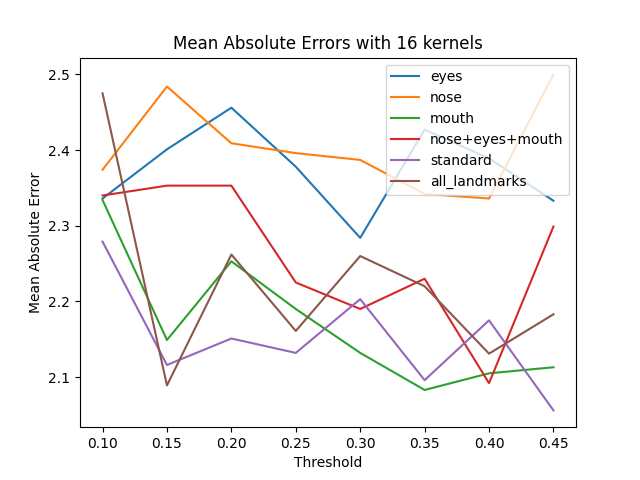 Mean Absolute Errors with 16 kernels
eyes
nose
mouth
nose+eyes+mouth
standard
all_landmarks
Mean Absolute Error
2.5
2.4
2.3
2.2
2.1
0.10 0.15 0.20 0.25 0.30 0.35 0.40 0.45
Threshold